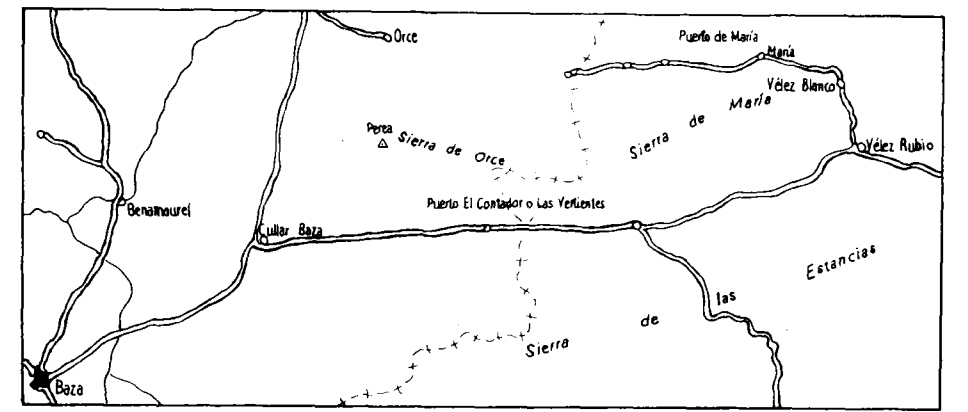 Orce
Puerto de María
María
Vélez Blanco
Sierra de María
Perea
Sierra de Orce
Vélez Rubio
Benamourel
Puerto El Contador o Las Vertientes
Cullar Baza
Estancias
las
de
Sierra
Baza